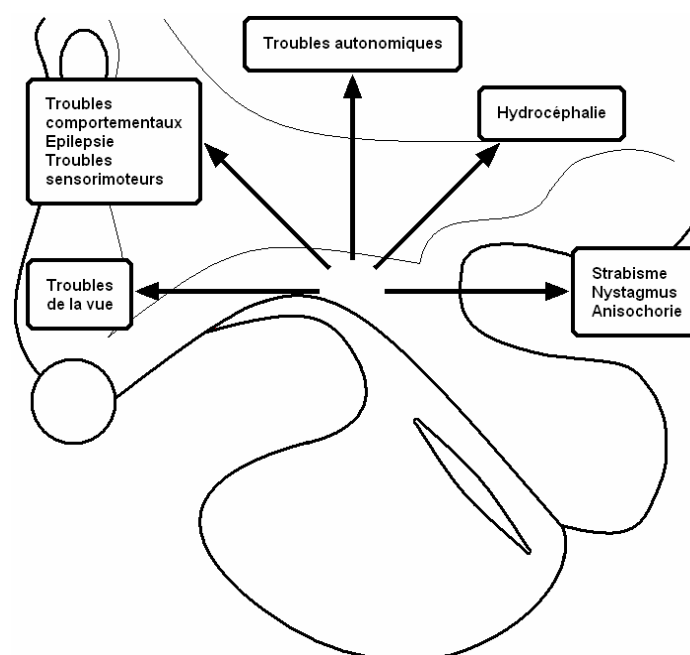 Troubles autonomiques
Troubles
comportementaux
Epilepsie
Troubles
sensorimoteurs
Hydrocéphalie
Troubles
de la vue
Strabisme
Nystagmus
Anisochorie